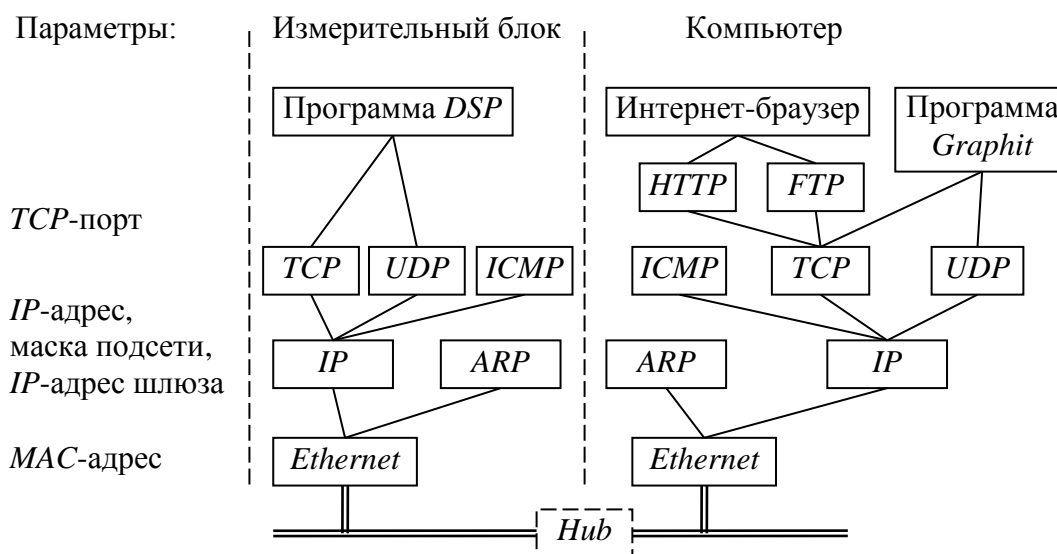 Параметры: Измерительный блок Компьютер
Программа DSP Интернет-браузер Программа
Graphit
HTTP FTP
TCP-порт
TCP UDP ICMP ICMP TCP UDP
IP-адрес,
маска подсети,
IP ARP ARP IP
IP-адрес шлюза
MAC-адрес Ethernet Ethernet
Hub